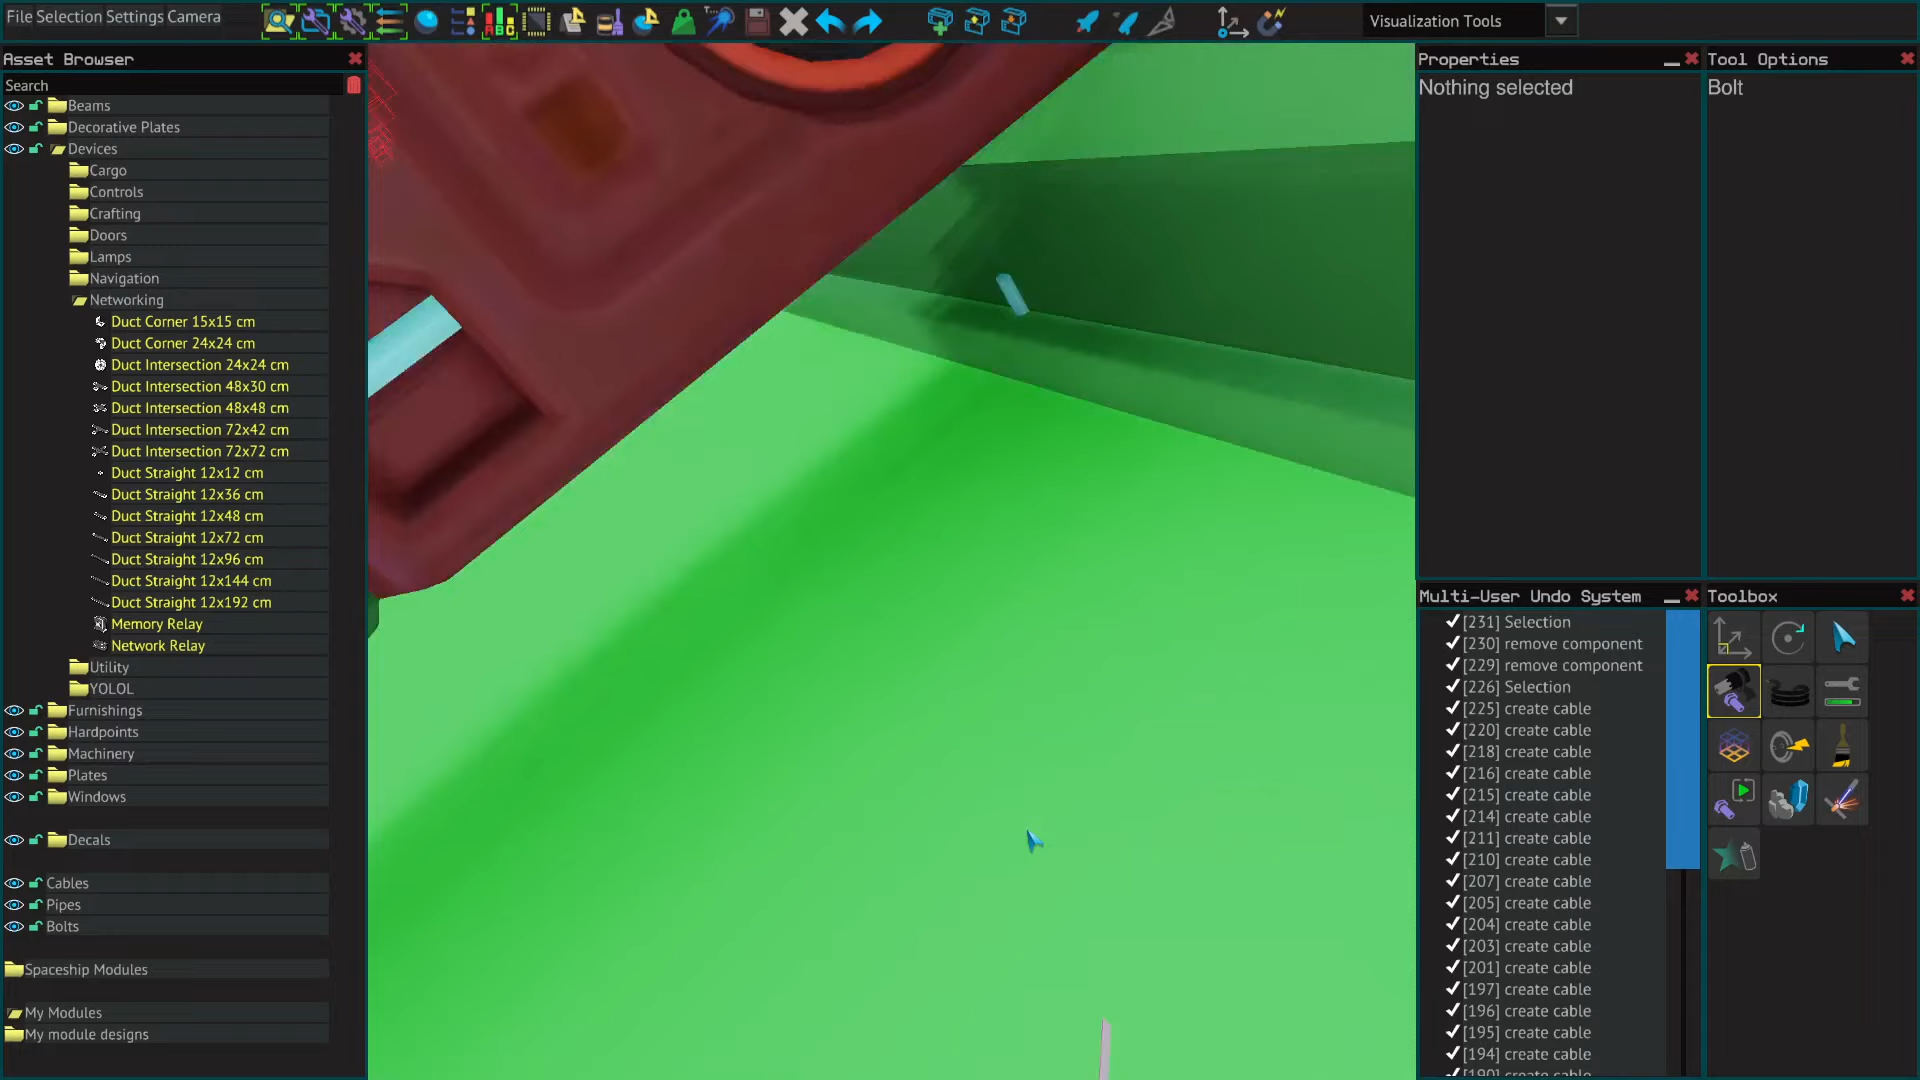 File Selection Settings Camera
ABC
Visualization Tools
Asset Browser
Search
Beams
Decorative Plates
Devices
Cargo
Controls
Crafting
Doors
Lamps
Navigation
Networking
Duct Corner 15x15 cm
Duct Corner 24x24 cm
Duct Intersection 24x24 cm
Duct Intersection 48x30 cm
Duct Intersection 48x48 cm
Duct Intersection 72x42 cm
Duct Intersection 72x72 cm
Duct Straight 12x12 cm
Duct Straight 12x36 cm
Duct Straight 12x48 cm
Duct Straight 12x72 cm
Duct Straight 12x96 cm
Duct Straight 12x144 cm
Duct Straight 12x192 cm
Memory Relay
Network Relay
Utility
YOLOL
Furnishings
Hardpoints
Machinery
Plates
Windows
Decals
Cables
Pipes
Bolts
Spaceship Modules
My Modules
My module designs
Properties
Nothing selected
Tool Options
Bolt
Multi-User Undo System
[231] Selection
[230] remove component
[229] remove component
[226] Selection
[225] create cable
[220] create cable
[218] create cable
[216] create cable
[215] create cable
[214] create cable
[211] create cable
[210] create cable
[207] create cable
[205] create cable
[204] create cable
[203] create cable
[201] create cable
[197] create cable
[196] create cable
[195] create cable
[194] create cable
[190] create cable
Toolbox